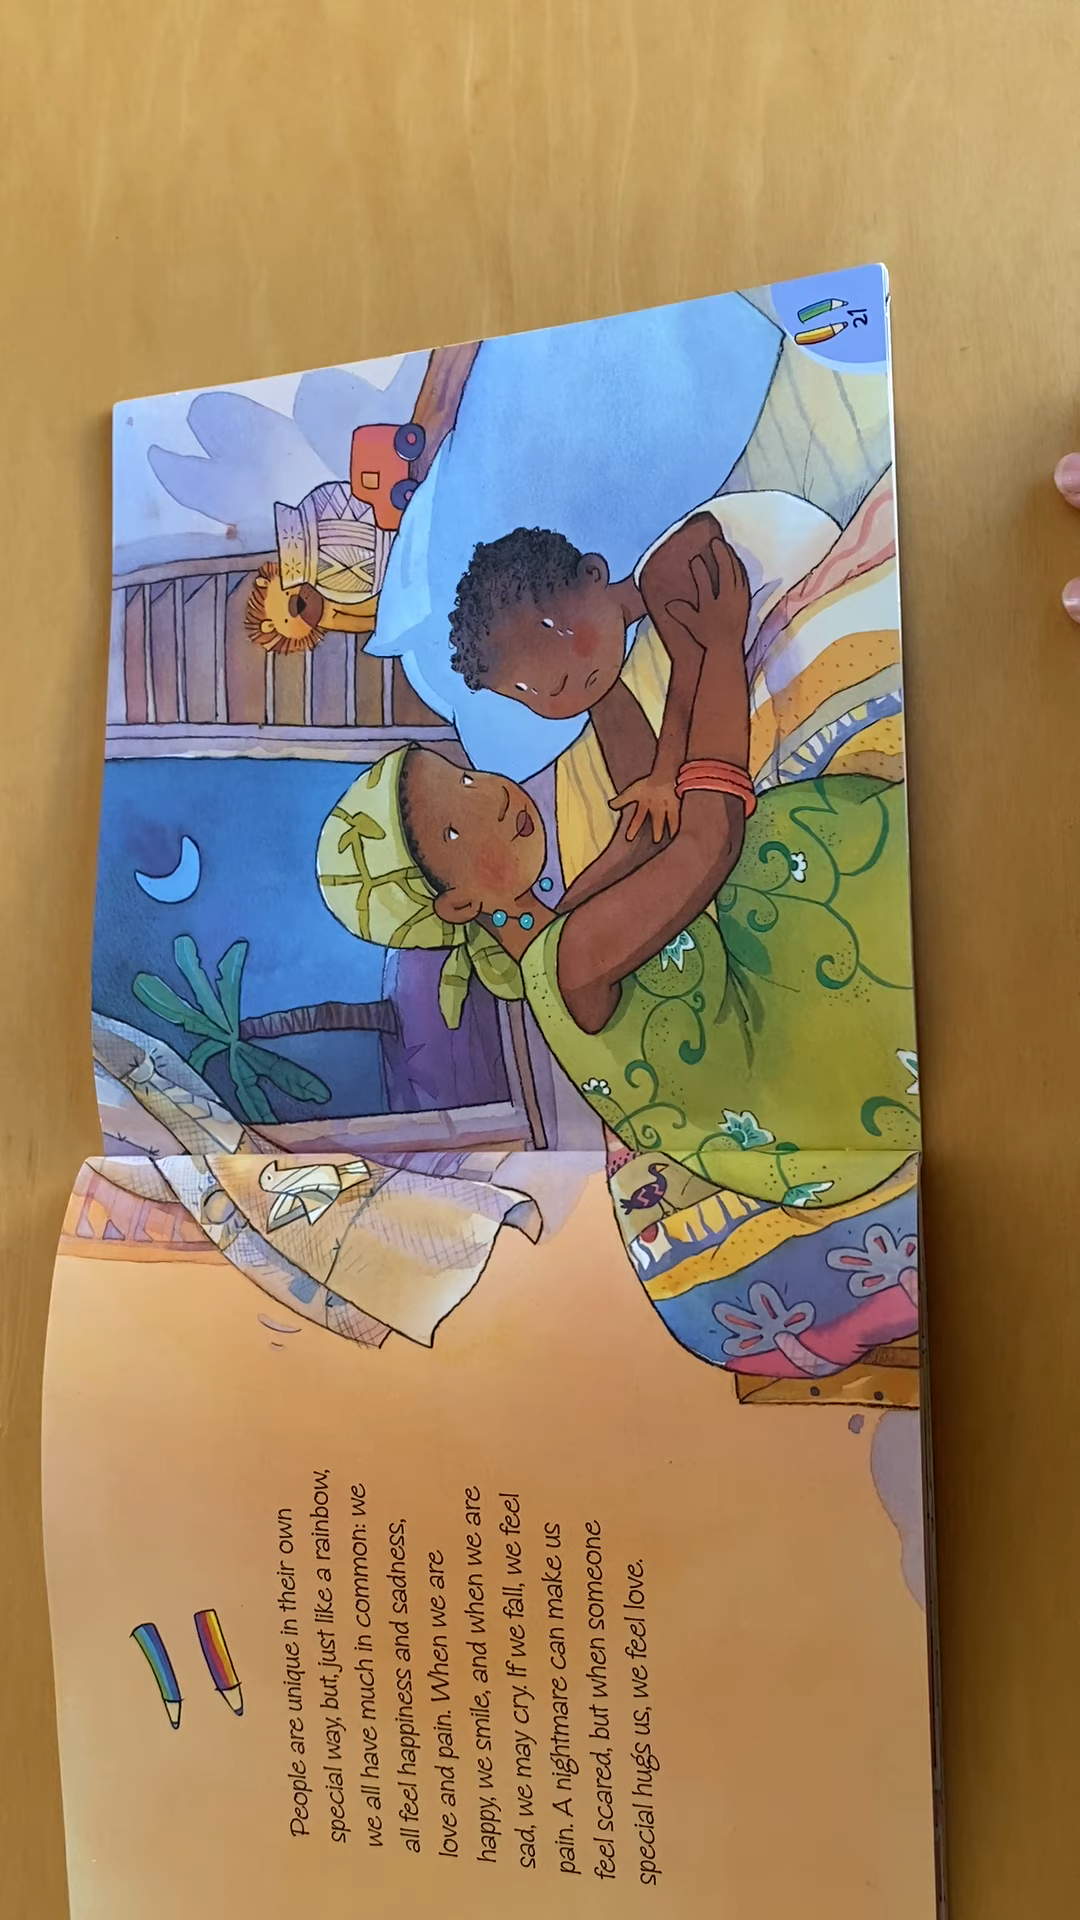 People are unique in their own
special way, but, just like a rainbow,
we all have much in common: we
all feel happiness and sadness,
love and pain. When we are
happy, we smile, and when we are
sad, we may cry. If we fall, we feel
pain. A nightmare can make us
feel scared, but when someone
special hugs us, we feel love.
21